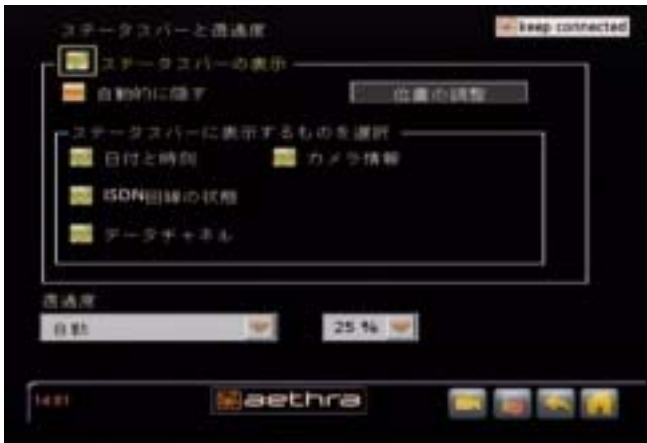 ステータスバーと透過度
keep connected
ステータスバーの表示
自動的に隠す
位置の調整
ステータスバーに表示するものを選択
日付と時刻
カメラ情報
ISDN回線の状態
データチャネル
透過度
自動
25 %
aethra